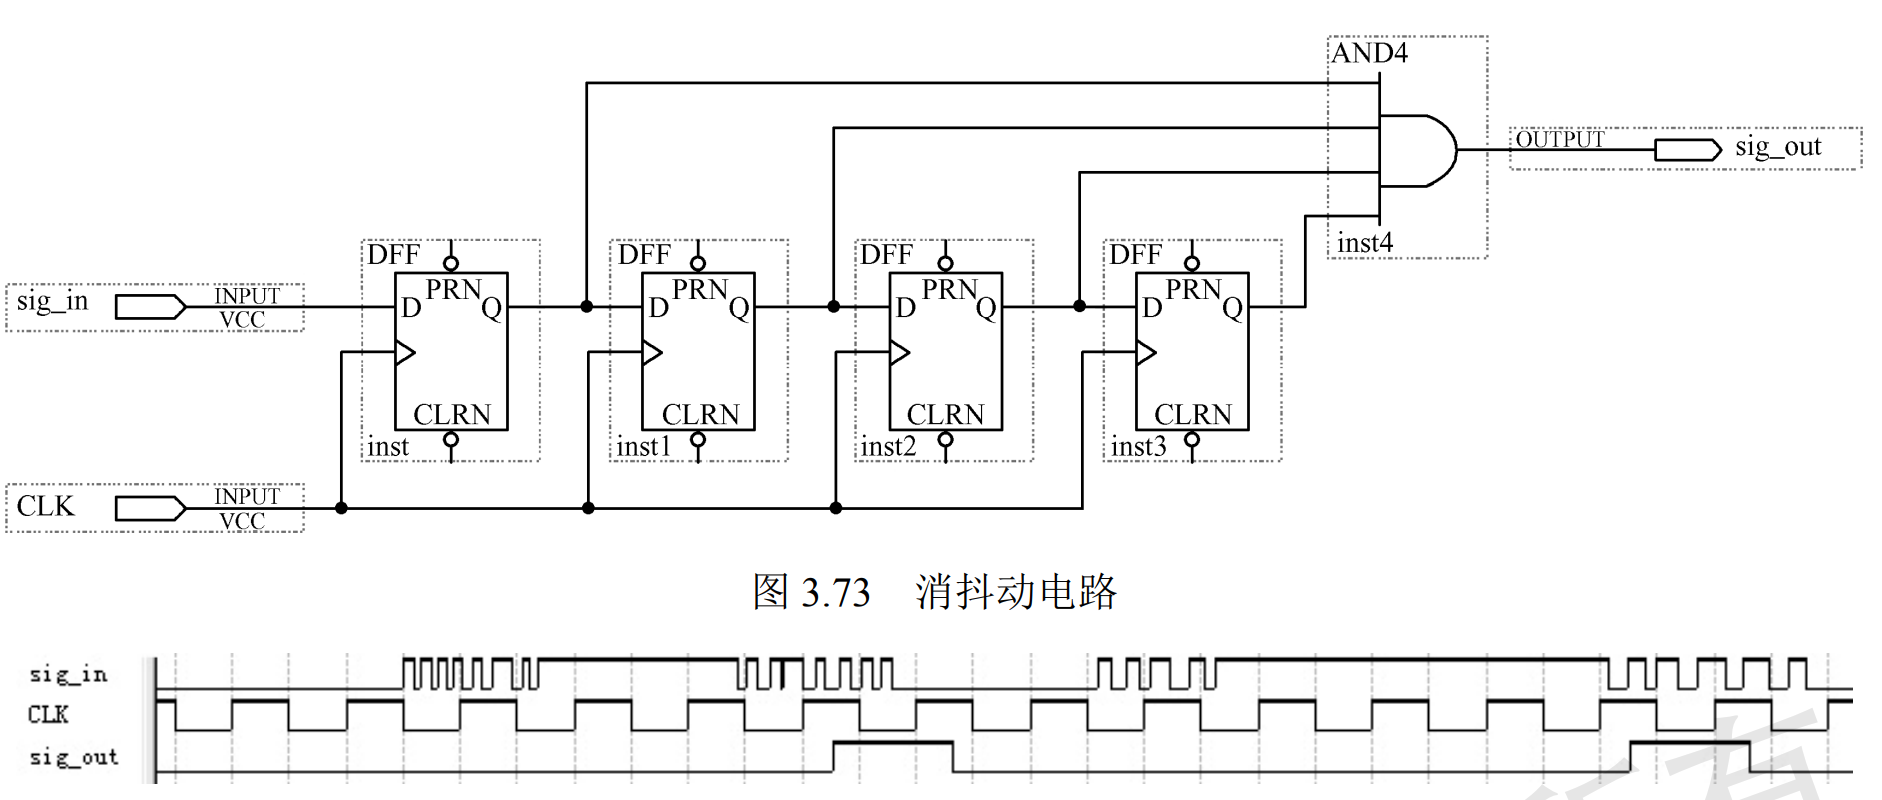 AND4
OUTPUT
sig_out
inst4
DFF
PRN
D
Q
CLRN
inst
DFF
PRN
D
Q
CLRN
inst1
DFF
PRN
D
Q
CLRN
inst2
DFF
PRN
D
Q
CLRN
inst3
sig_in
INPUT
VCC
CLK
INPUT
VCC
图 3.73 消抖动电路
sig_in
CLK
sig_out